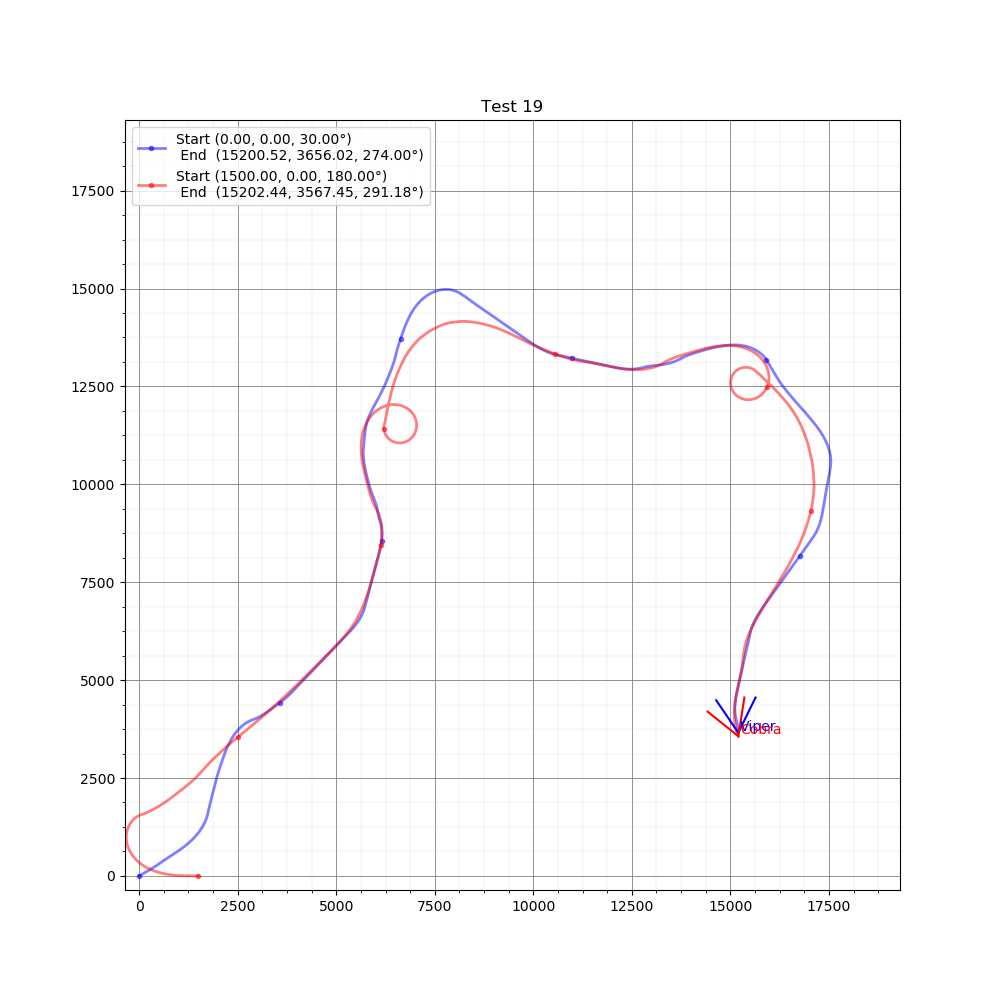 Test 19
Start (0.00, 0.00, 30.00°)
End (15200.52, 3656.02, 274.00°)
Start (1500.00, 0.00, 180.00°)
End (15202.44, 3567.45, 291.18°)
17500
15000
12500
10000
7500
5000
2500
0
Viper
Cobra
0 2500 5000 7500 10000 12500 15000 17500